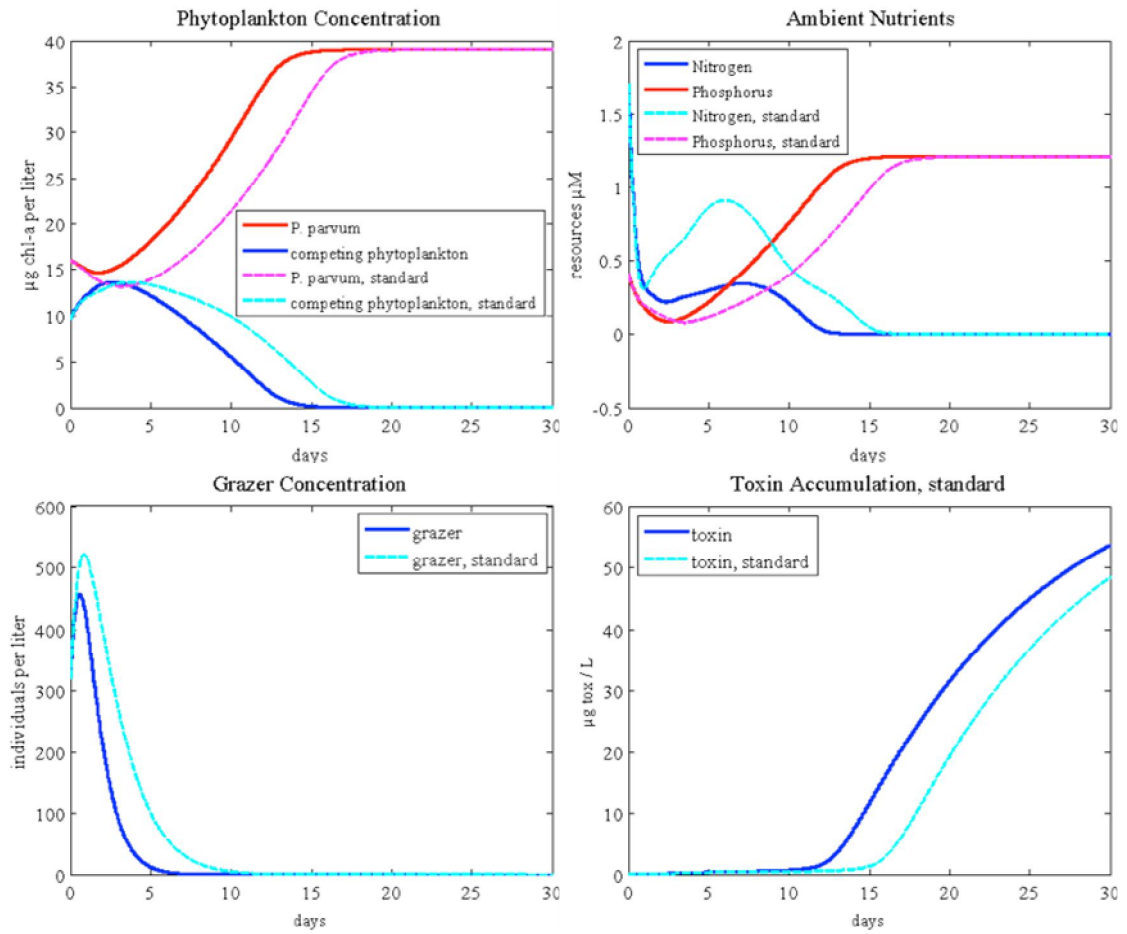 Phytoplankton Concentration
40
35
30
25
20
15
10
5
0
µg chl-a per liter
P. parvum
competing phytoplankton
P. parvum, standard
competing phytoplankton, standard
0 5 10 15 20 25 30
days
Ambient Nutrients
2
1.5
1
0.5
0
-0.5
resources µM
Nitrogen
Phosphorus
Nitrogen, standard
Phosphorus, standard
0 5 10 15 20 25 30
days
Grazer Concentration
600
500
400
300
200
100
0
individuals per liter
grazer
grazer, standard
0 5 10 15 20 25 30
days
Toxin Accumulation, standard
60
50
40
30
20
10
0
µg tox / L
toxin
toxin, standard
0 5 10 15 20 25 30
days